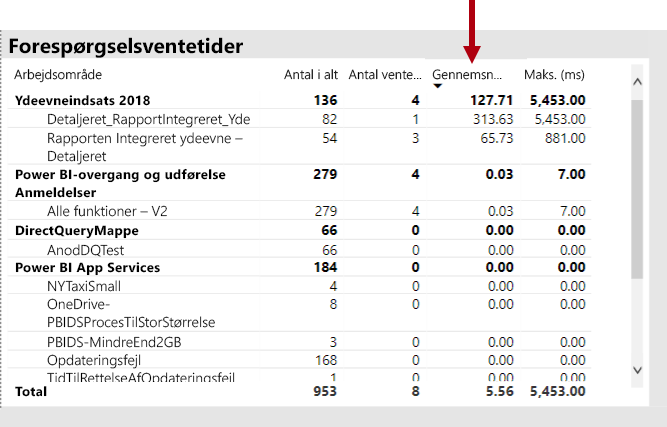 Forespørgselsventetider
Arbejdsområde Antal i alt Antal vente... Gennemsn... Maks. (ms)
Ydeevneindsats 2018 136 4 127.71 5,453.00
Detaljeret_RapportIntegreret_Yde 82 1 313.63 5,453.00
Rapporten Integreret ydeevne – 54 3 65.73 881.00
Detaljeret
Power BI-overgang og udførelse 279 4 0.03 7.00
Anmeldelser
Alle funktioner – V2 279 4 0.03 7.00
DirectQueryMappe 66 0 0.00 0.00
AnodDQTest 66 0 0.00 0.00
Power BI App Services 184 0 0.00 0.00
NYTaxiSmall 4 0 0.00 0.00
OneDrive- 8 0 0.00 0.00
PBIDSProcesTilStorStørrelse
PBIDS-MindreEnd2GB 3 0 0.00 0.00
Opdateringsfejl 168 0 0.00 0.00
TidTilRettelseAfOpdateringsfejl 1 0 0.00 0.00
Total 953 8 5.56 5,453.00